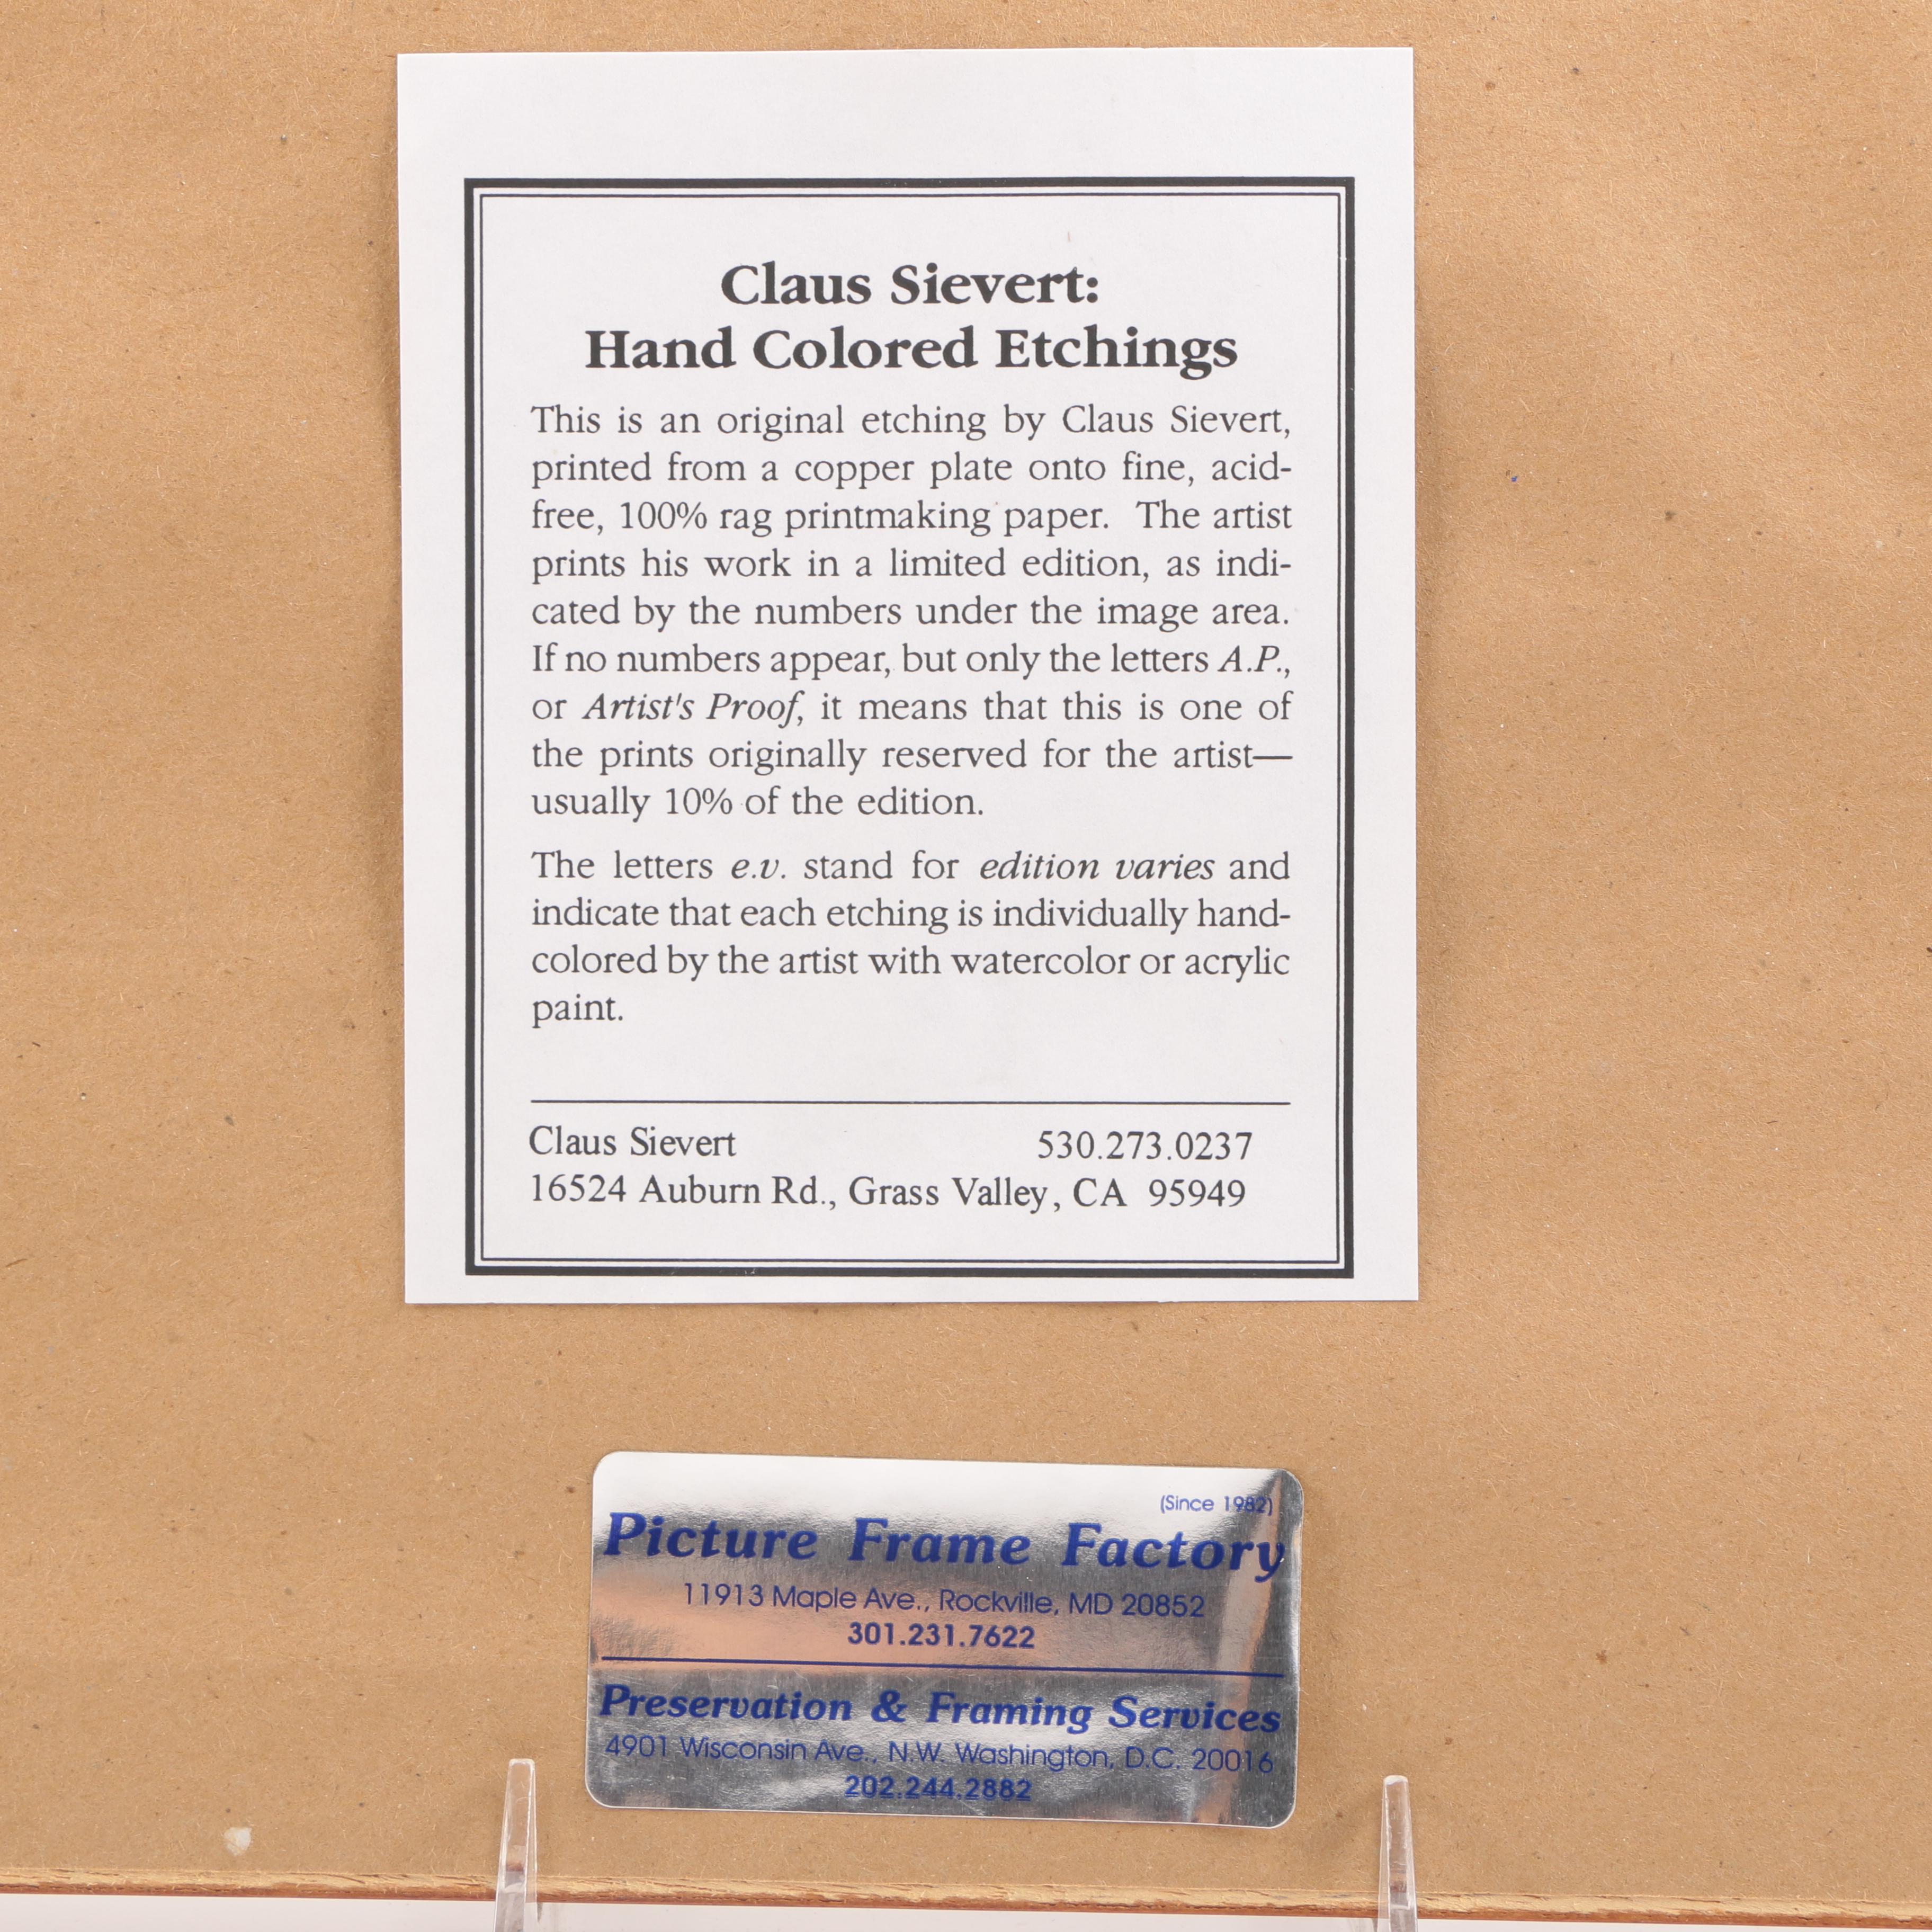 Claus Sievert:
Hand Colored Etchings
This is an original etching by Claus Sievert,
printed from a copper plate onto fine, acid-
free, 100% rag printmaking paper. The artist
prints his work in a limited edition, as indi-
cated by the numbers under the image area.
If no numbers appear, but only the letters A.P.,
or Artist's Proof, it means that this is one of
the prints originally reserved for the artist—
usually 10% of the edition.
The letters e.v. stand for edition varies and
indicate that each etching is individually hand-
colored by the artist with watercolor or acrylic
paint.
Claus Sievert 530.273.0237
16524 Auburn Rd., Grass Valley, CA 95949
(Since 1982)
Picture Frame Factory
11913 Maple Ave., Rockville, MD 20852
301.231.7622
Preservation & Framing Services
4901 Wisconsin Ave., N.W. Washington, D.C. 20016
202.244.2882